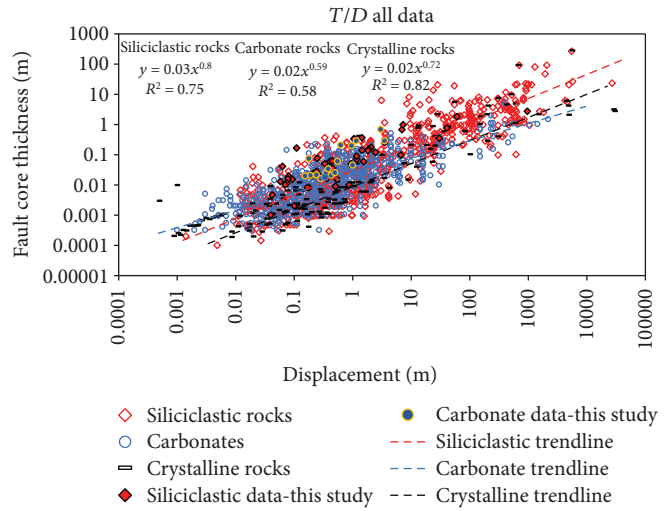 T/D all data
Siliciclastic rocks
y = 0.03x^0.8
R² = 0.75
Carbonate rocks
y = 0.02x^0.59
R² = 0.58
Crystalline rocks
y = 0.02x^0.72
R² = 0.82
Fault core thickness (m)
1000
100
10
1
0.1
0.01
0.001
0.0001
0.00001
0.0001
0.001
0.01
0.1
1
10
100
1000
10000
100000
Displacement (m)
Siliciclastic rocks
Carbonates
Crystalline rocks
Siliciclastic data-this study
Carbonate data-this study
Siliciclastic trendline
Carbonate trendline
Crystalline trendline